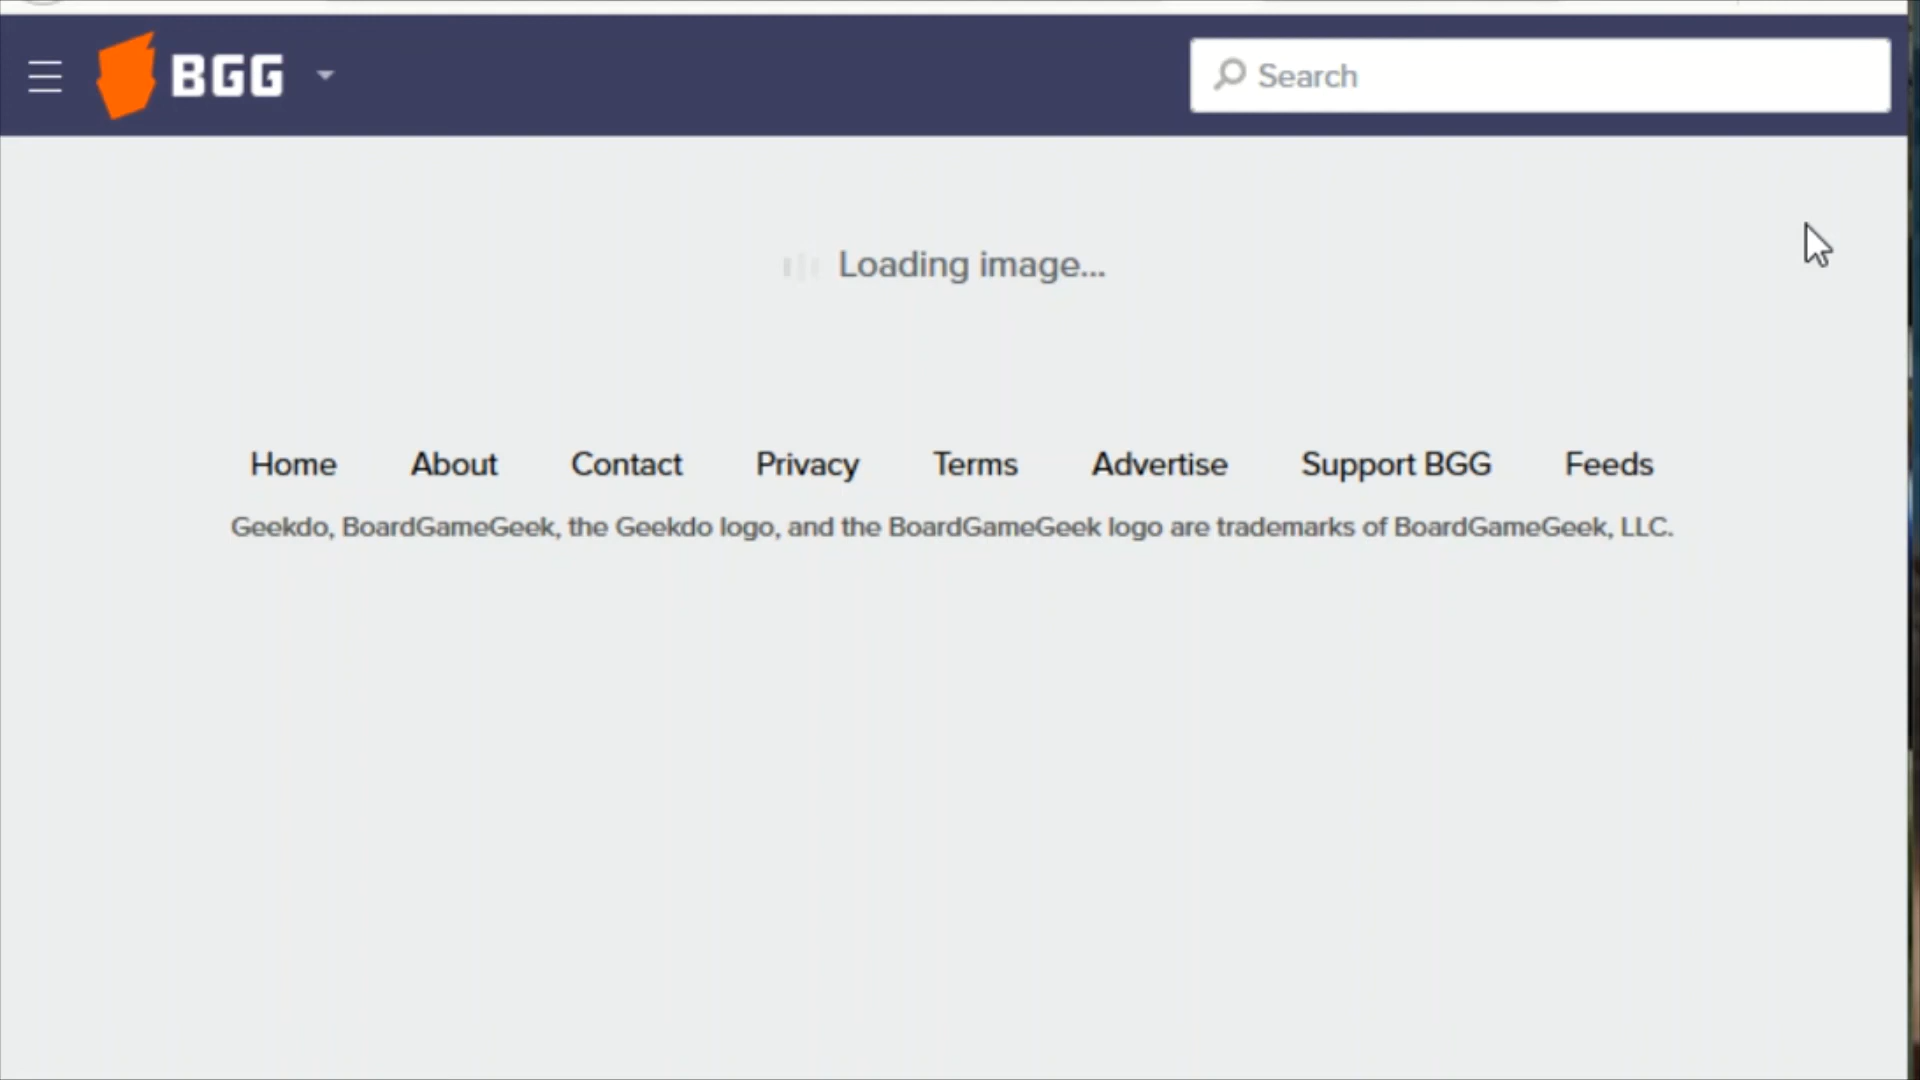 BGG
Search
Loading image...
Home About Contact Privacy Terms Advertise Support BGG Feeds
Geekdo, BoardGameGeek, the Geekdo logo, and the BoardGameGeek logo are trademarks of BoardGameGeek, LLC.